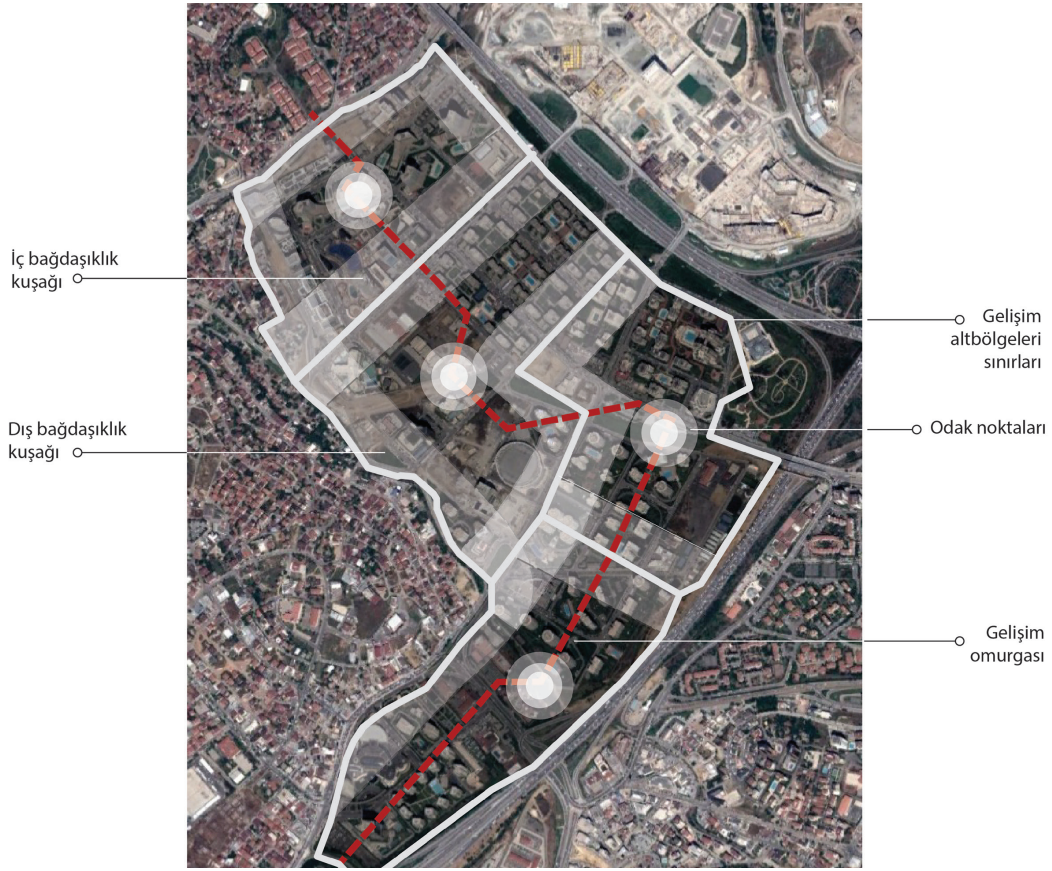 İç bağdaşıklık
kuşağı
Dış bağdaşıklık
kuşağı
Gelişim
altbölgeleri
sınırları
Odak noktaları
Gelişim
omurgası